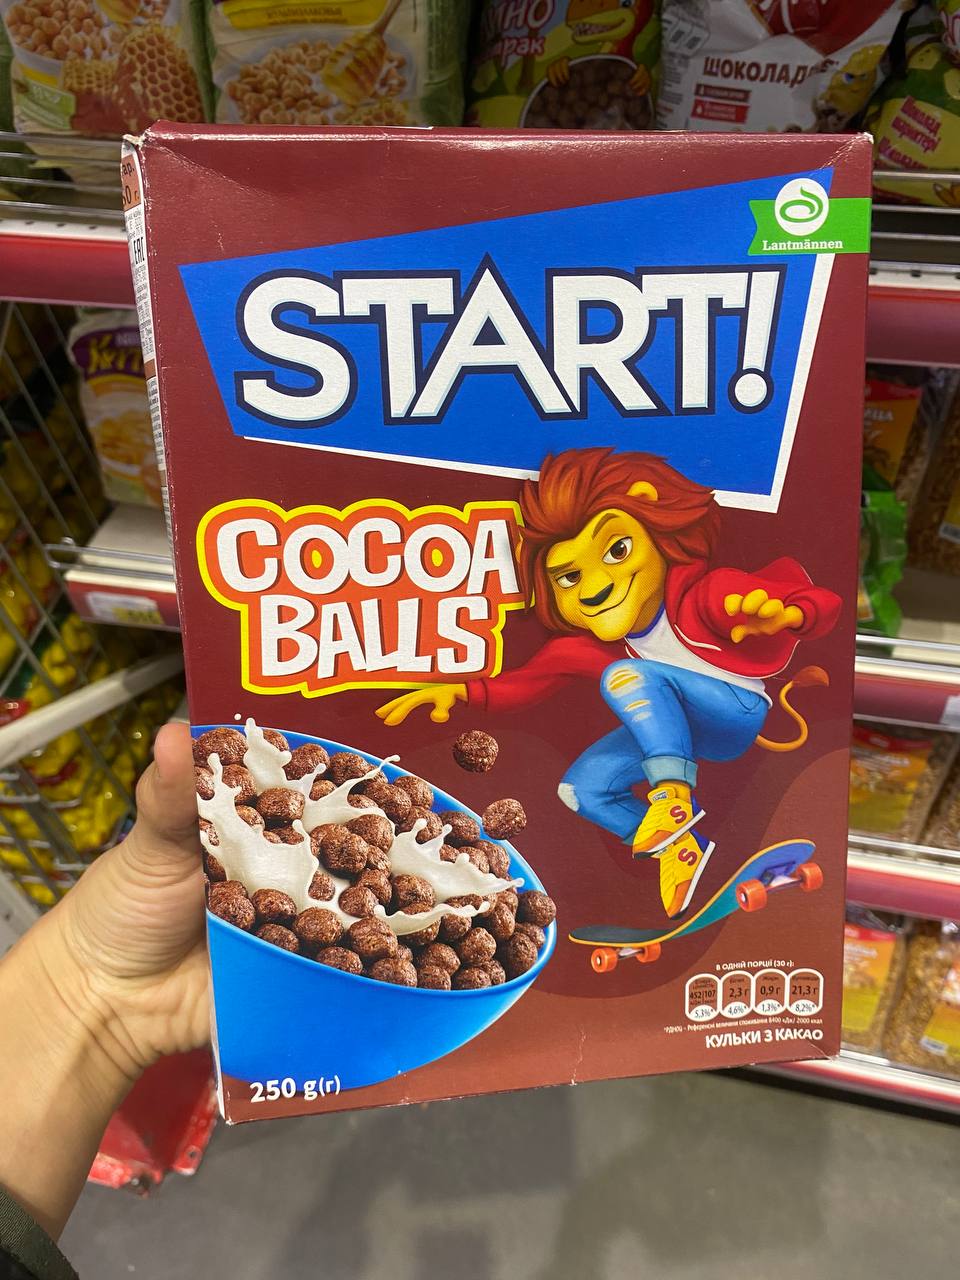 ШОКОЛАД
Lantmännen
START!
COCOA
BALLS
S
S
В ОДНІЙ ПОРЦІЇ (30 г):
452/107
2,3 г
0,9 г
21,3 г
5,3%*
4,6%*
1,3%*
8,2%*
КУЛЬКИ З КАКАО
250 g(г)